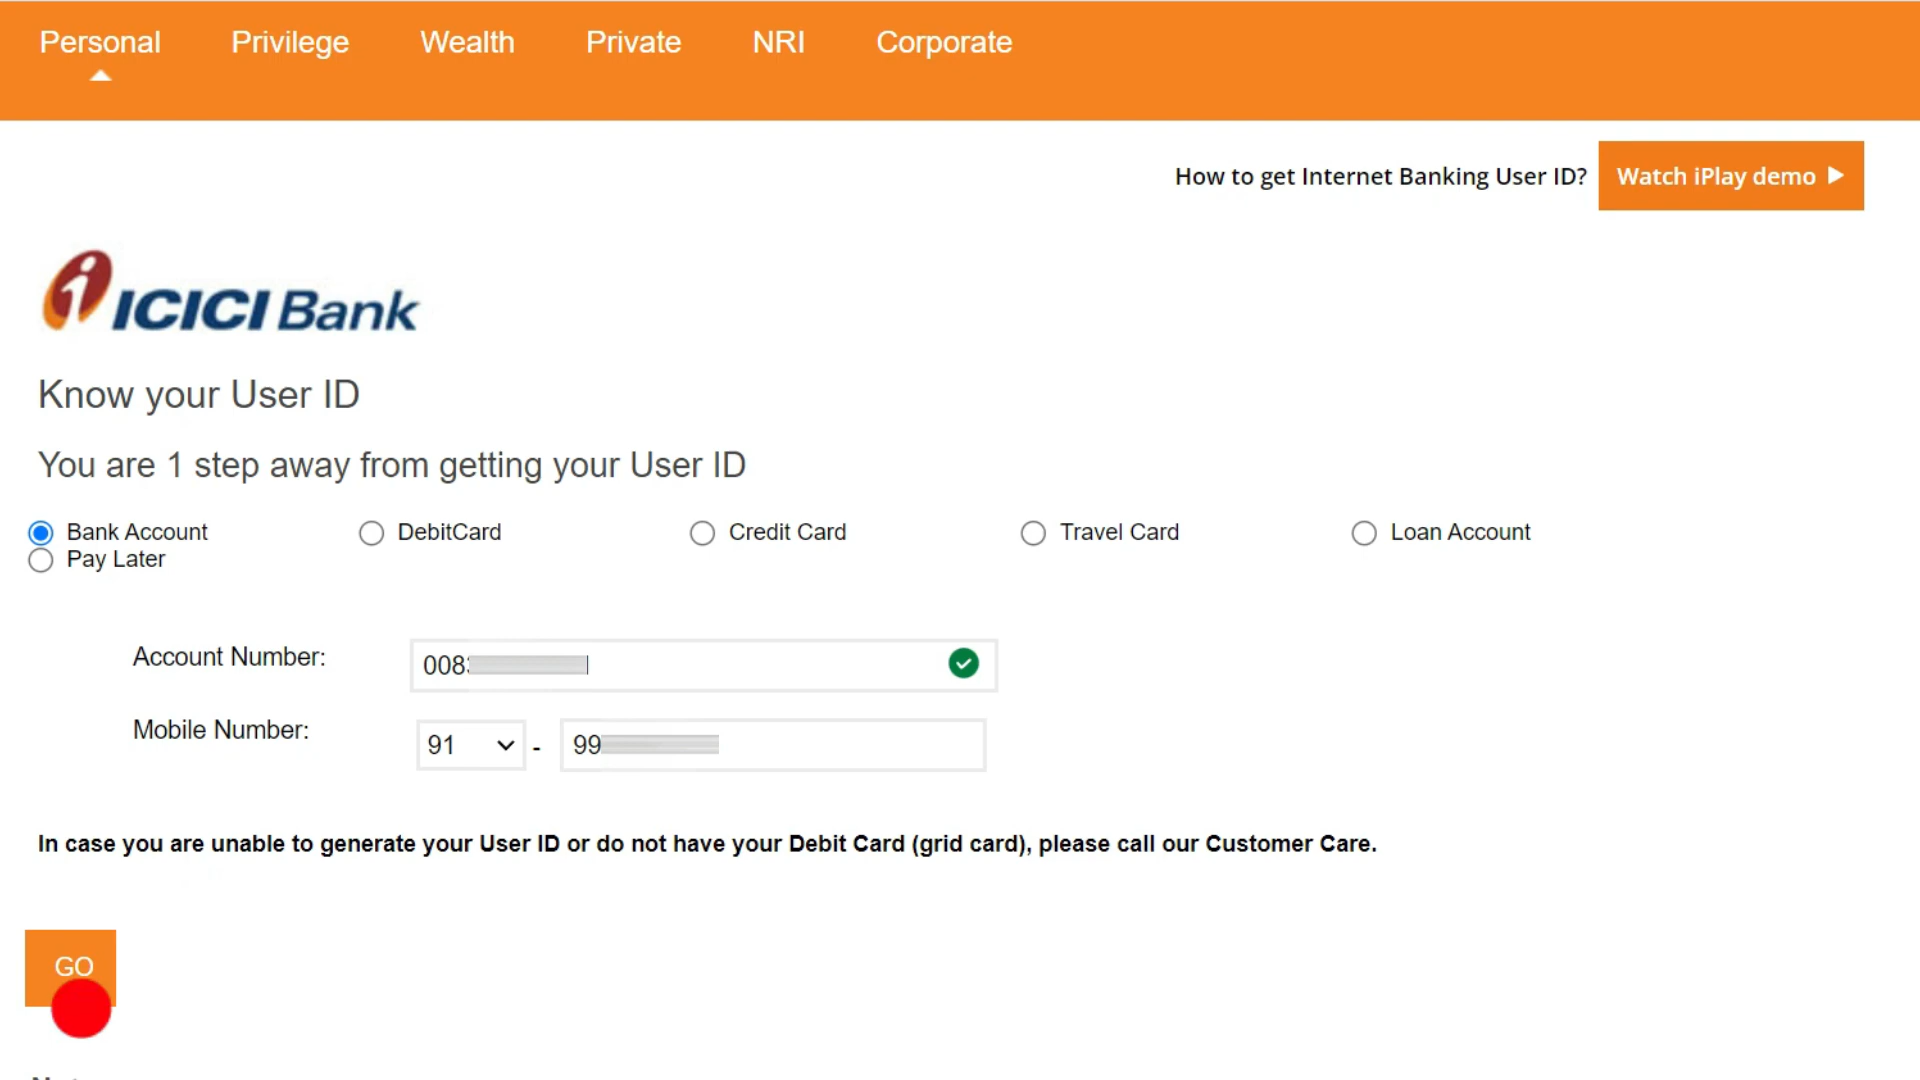 Personal Privilege Wealth Private NRI Corporate
How to get Internet Banking User ID? Watch iPlay demo
ICICI Bank
Know your User ID
You are 1 step away from getting your User ID
Bank Account DebitCard Credit Card Travel Card Loan Account
Pay Later
Account Number: 008
Mobile Number: 91 - 99
In case you are unable to generate your User ID or do not have your Debit Card (grid card), please call our Customer Care.
GO